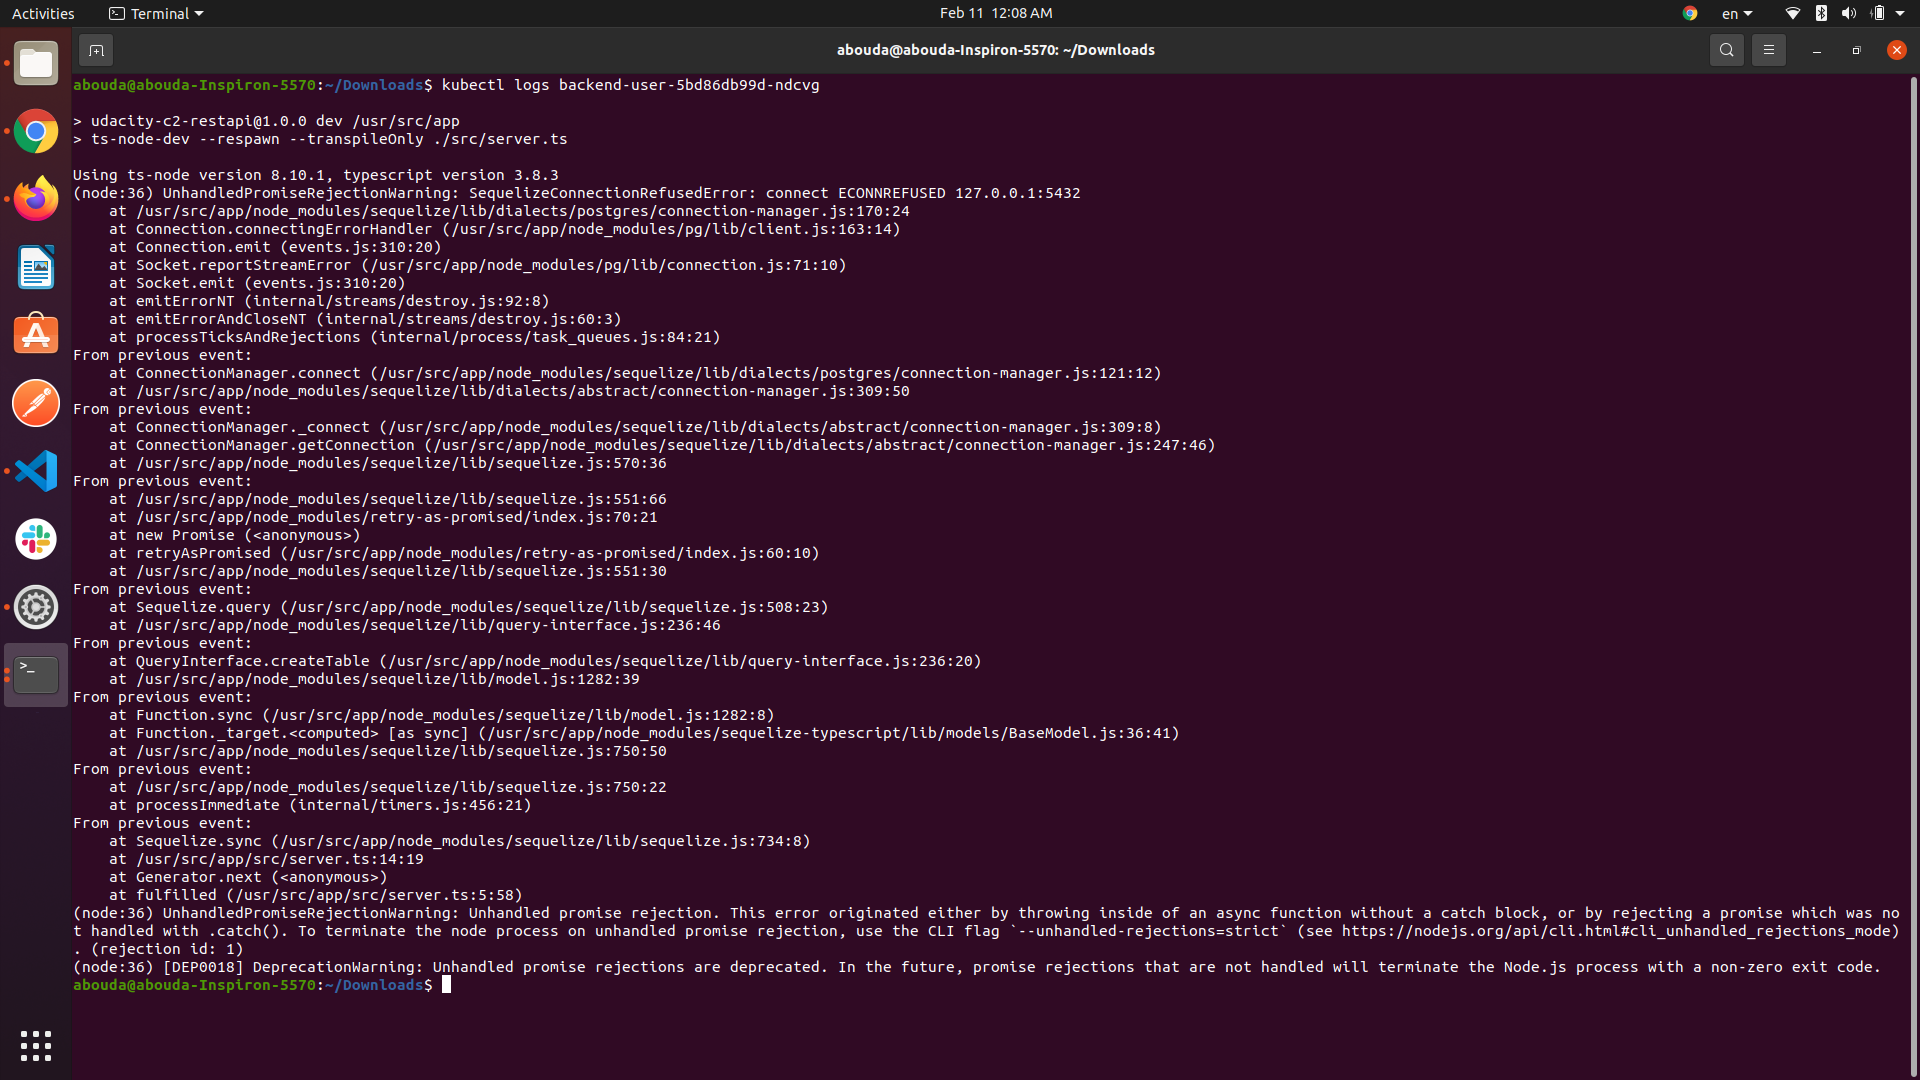 Activities
Terminal
Feb 11 12:08 AM
en
abouda@abouda-Inspiron-5570: ~/Downloads
abouda@abouda-Inspiron-5570:~/Downloads$ kubectl logs backend-user-5bd86db99d-ndcvg
> udacity-c2-restapi@1.0.0 dev /usr/src/app
> ts-node-dev --respawn --transpileOnly ./src/server.ts
Using ts-node version 8.10.1, typescript version 3.8.3
(node:36) UnhandledPromiseRejectionWarning: SequelizeConnectionRefusedError: connect ECONNREFUSED 127.0.0.1:5432
    at /usr/src/app/node_modules/sequelize/lib/dialects/postgres/connection-manager.js:170:24
    at Connection.connectingErrorHandler (/usr/src/app/node_modules/pg/lib/client.js:163:14)
    at Connection.emit (events.js:310:20)
    at Socket.reportStreamError (/usr/src/app/node_modules/pg/lib/connection.js:71:10)
    at Socket.emit (events.js:310:20)
    at emitErrorNT (internal/streams/destroy.js:92:8)
    at emitErrorAndCloseNT (internal/streams/destroy.js:60:3)
    at processTicksAndRejections (internal/process/task_queues.js:84:21)
From previous event:
    at ConnectionManager.connect (/usr/src/app/node_modules/sequelize/lib/dialects/postgres/connection-manager.js:121:12)
    at /usr/src/app/node_modules/sequelize/lib/dialects/abstract/connection-manager.js:309:50
From previous event:
    at ConnectionManager._connect (/usr/src/app/node_modules/sequelize/lib/dialects/abstract/connection-manager.js:309:8)
    at ConnectionManager.getConnection (/usr/src/app/node_modules/sequelize/lib/dialects/abstract/connection-manager.js:247:46)
    at /usr/src/app/node_modules/sequelize/lib/sequelize.js:570:36
From previous event:
    at /usr/src/app/node_modules/sequelize/lib/sequelize.js:551:66
    at /usr/src/app/node_modules/retry-as-promised/index.js:70:21
    at new Promise (<anonymous>)
    at retryAsPromised (/usr/src/app/node_modules/retry-as-promised/index.js:60:10)
    at /usr/src/app/node_modules/sequelize/lib/sequelize.js:551:30
From previous event:
    at Sequelize.query (/usr/src/app/node_modules/sequelize/lib/sequelize.js:508:23)
    at /usr/src/app/node_modules/sequelize/lib/query-interface.js:236:46
From previous event:
    at QueryInterface.createTable (/usr/src/app/node_modules/sequelize/lib/query-interface.js:236:20)
    at /usr/src/app/node_modules/sequelize/lib/model.js:1282:39
From previous event:
    at Function.sync (/usr/src/app/node_modules/sequelize/lib/model.js:1282:8)
    at Function._target.<computed> [as sync] (/usr/src/app/node_modules/sequelize-typescript/lib/models/BaseModel.js:36:41)
    at /usr/src/app/node_modules/sequelize/lib/sequelize.js:750:50
From previous event:
    at /usr/src/app/node_modules/sequelize/lib/sequelize.js:750:22
    at processImmediate (internal/timers.js:456:21)
From previous event:
    at Sequelize.sync (/usr/src/app/node_modules/sequelize/lib/sequelize.js:734:8)
    at /usr/src/app/src/server.ts:14:19
    at Generator.next (<anonymous>)
    at fulfilled (/usr/src/app/src/server.ts:5:58)
(node:36) UnhandledPromiseRejectionWarning: Unhandled promise rejection. This error originated either by throwing inside of an async function without a catch block, or by rejecting a promise which was no
t handled with .catch(). To terminate the node process on unhandled promise rejection, use the CLI flag `--unhandled-rejections=strict` (see https://nodejs.org/api/cli.html#cli_unhandled_rejections_mode)
. (rejection id: 1)
(node:36) [DEP0018] DeprecationWarning: Unhandled promise rejections are deprecated. In the future, promise rejections that are not handled will terminate the Node.js process with a non-zero exit code.
abouda@abouda-Inspiron-5570:~/Downloads$